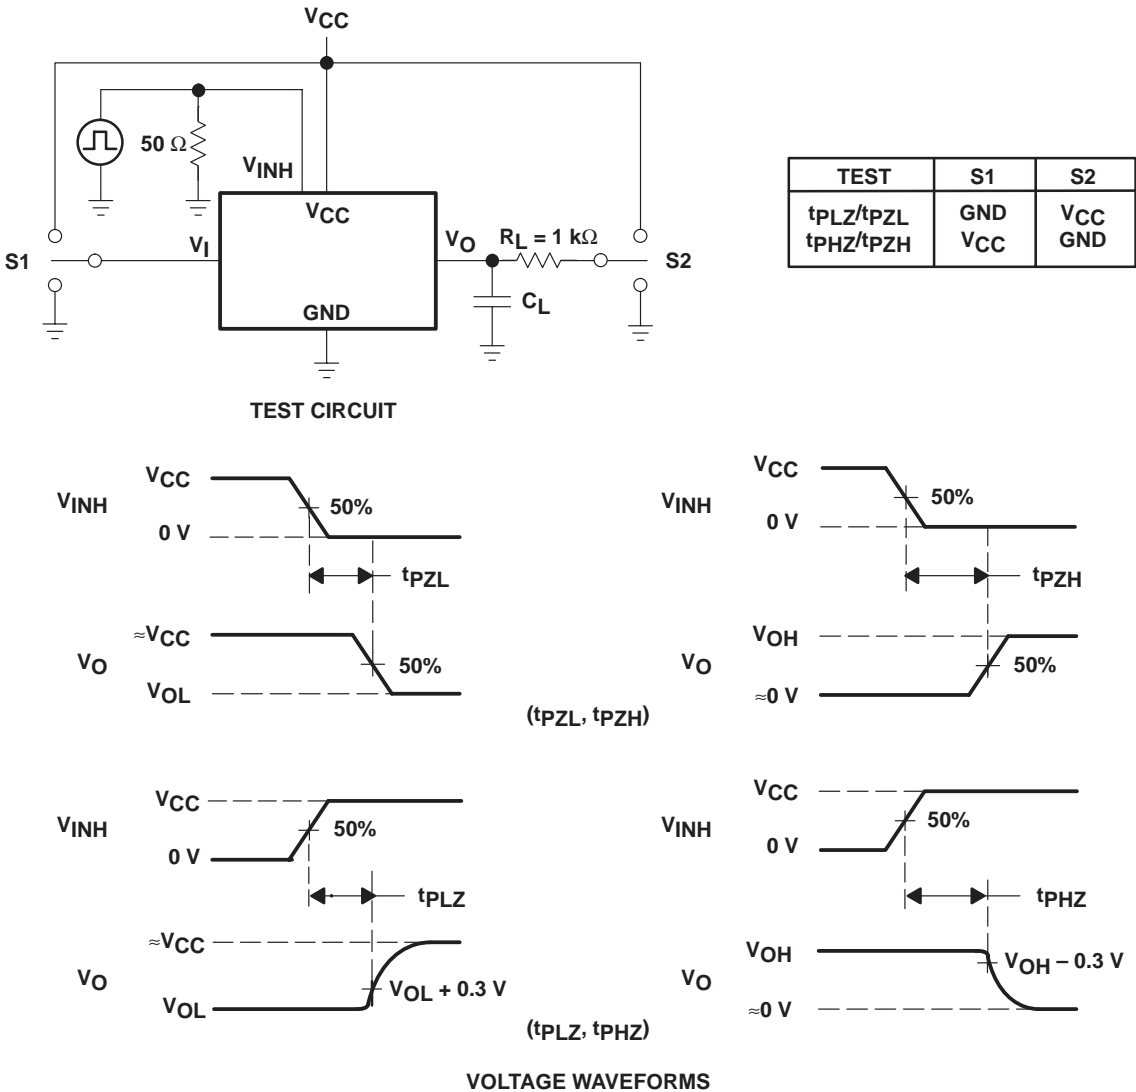 VCC
50 Ω
VINH
VCC
VI
VO
RL = 1 kΩ
S1
S2
CL
GND
TEST S1 S2
tPLZ/tPZL GND VCC
tPHZ/tPZH VCC GND
TEST CIRCUIT
VCC
VINH
50%
0 V
tPZL
≈VCC
VO
50%
VOL
VCC
VINH
50%
0 V
tPZH
VOH
VO
50%
≈0 V
(tPZL, tPZH)
VCC
VINH
50%
0 V
tPLZ
≈VCC
VO
VOL + 0.3 V
VOL
VCC
VINH
50%
0 V
tPHZ
VOH
VOH – 0.3 V
VO
≈0 V
(tPLZ, tPHZ)
VOLTAGE WAVEFORMS